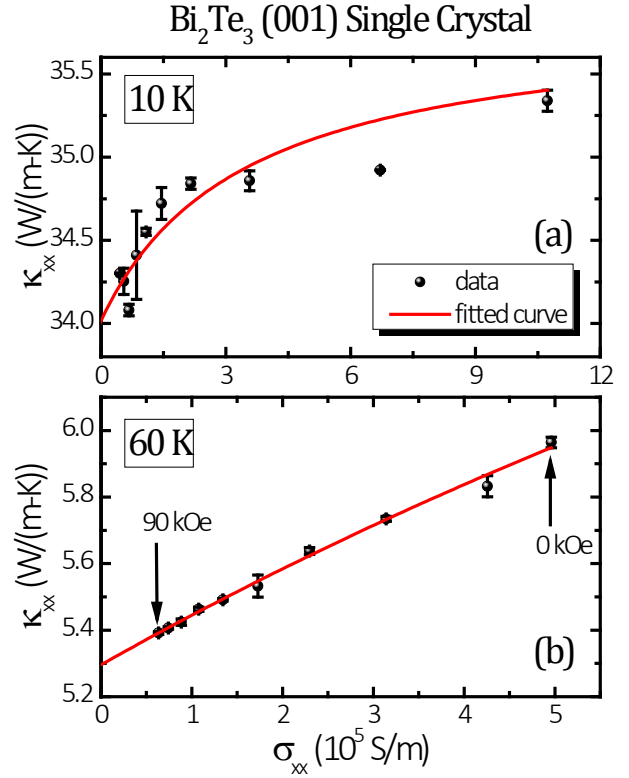 Bi₂Te₃ (001) Single Crystal
10 K
κxx (W/(m-K))
35.5
35.0
34.5
34.0
(a)
data
fitted curve
0 3 6 9 12
60 K
κxx (W/(m-K))
6.0
5.8
5.6
5.4
5.2
90 kOe
0 kOe
(b)
0 1 2 3 4 5
σxx (10⁵ S/m)